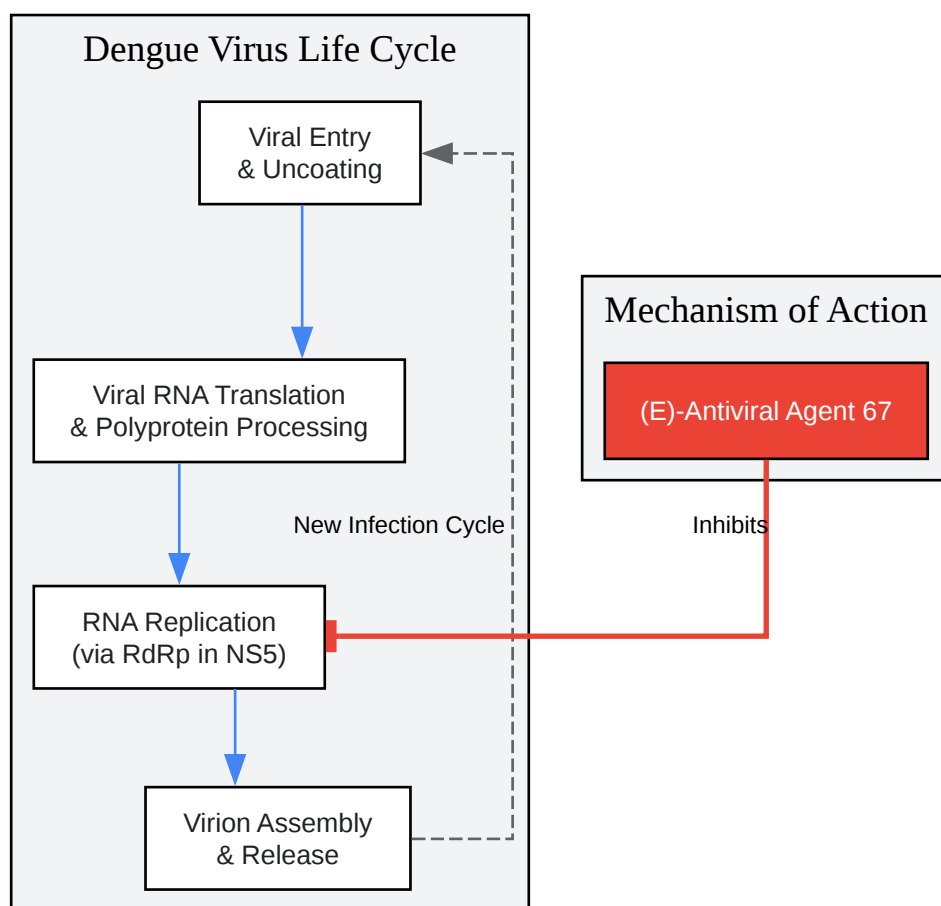 Dengue Virus Life Cycle
Viral Entry
& Uncoating
Viral RNA Translation
& Polyprotein Processing
New Infection Cycle
RNA Replication
(via RdRp in NS5)
Virion Assembly
& Release
Mechanism of Action
(E)-Antiviral Agent 67
Inhibits